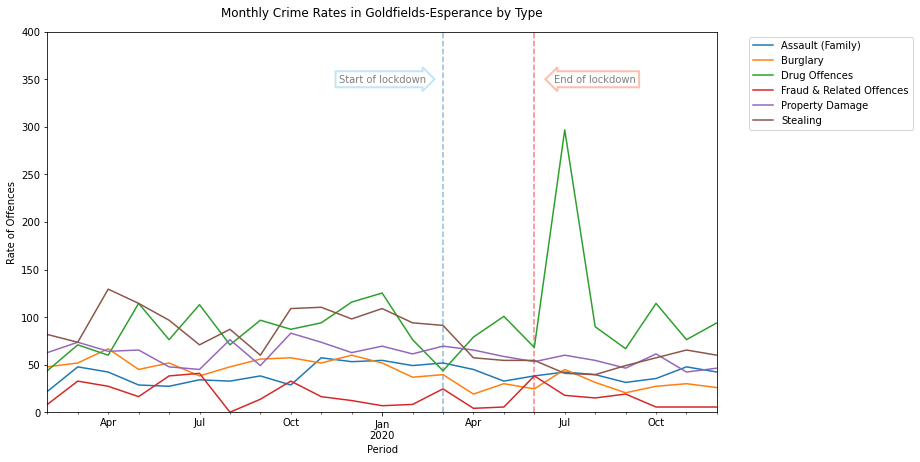 Monthly Crime Rates in Goldfields-Esperance by Type
400
350
300
250
200
150
100
50
0
Rate of Offences
Start of lockdown
End of lockdown
Assault (Family)
Burglary
Drug Offences
Fraud & Related Offences
Property Damage
Stealing
Apr
Jul
Oct
Jan
2020
Apr
Jul
Oct
Period